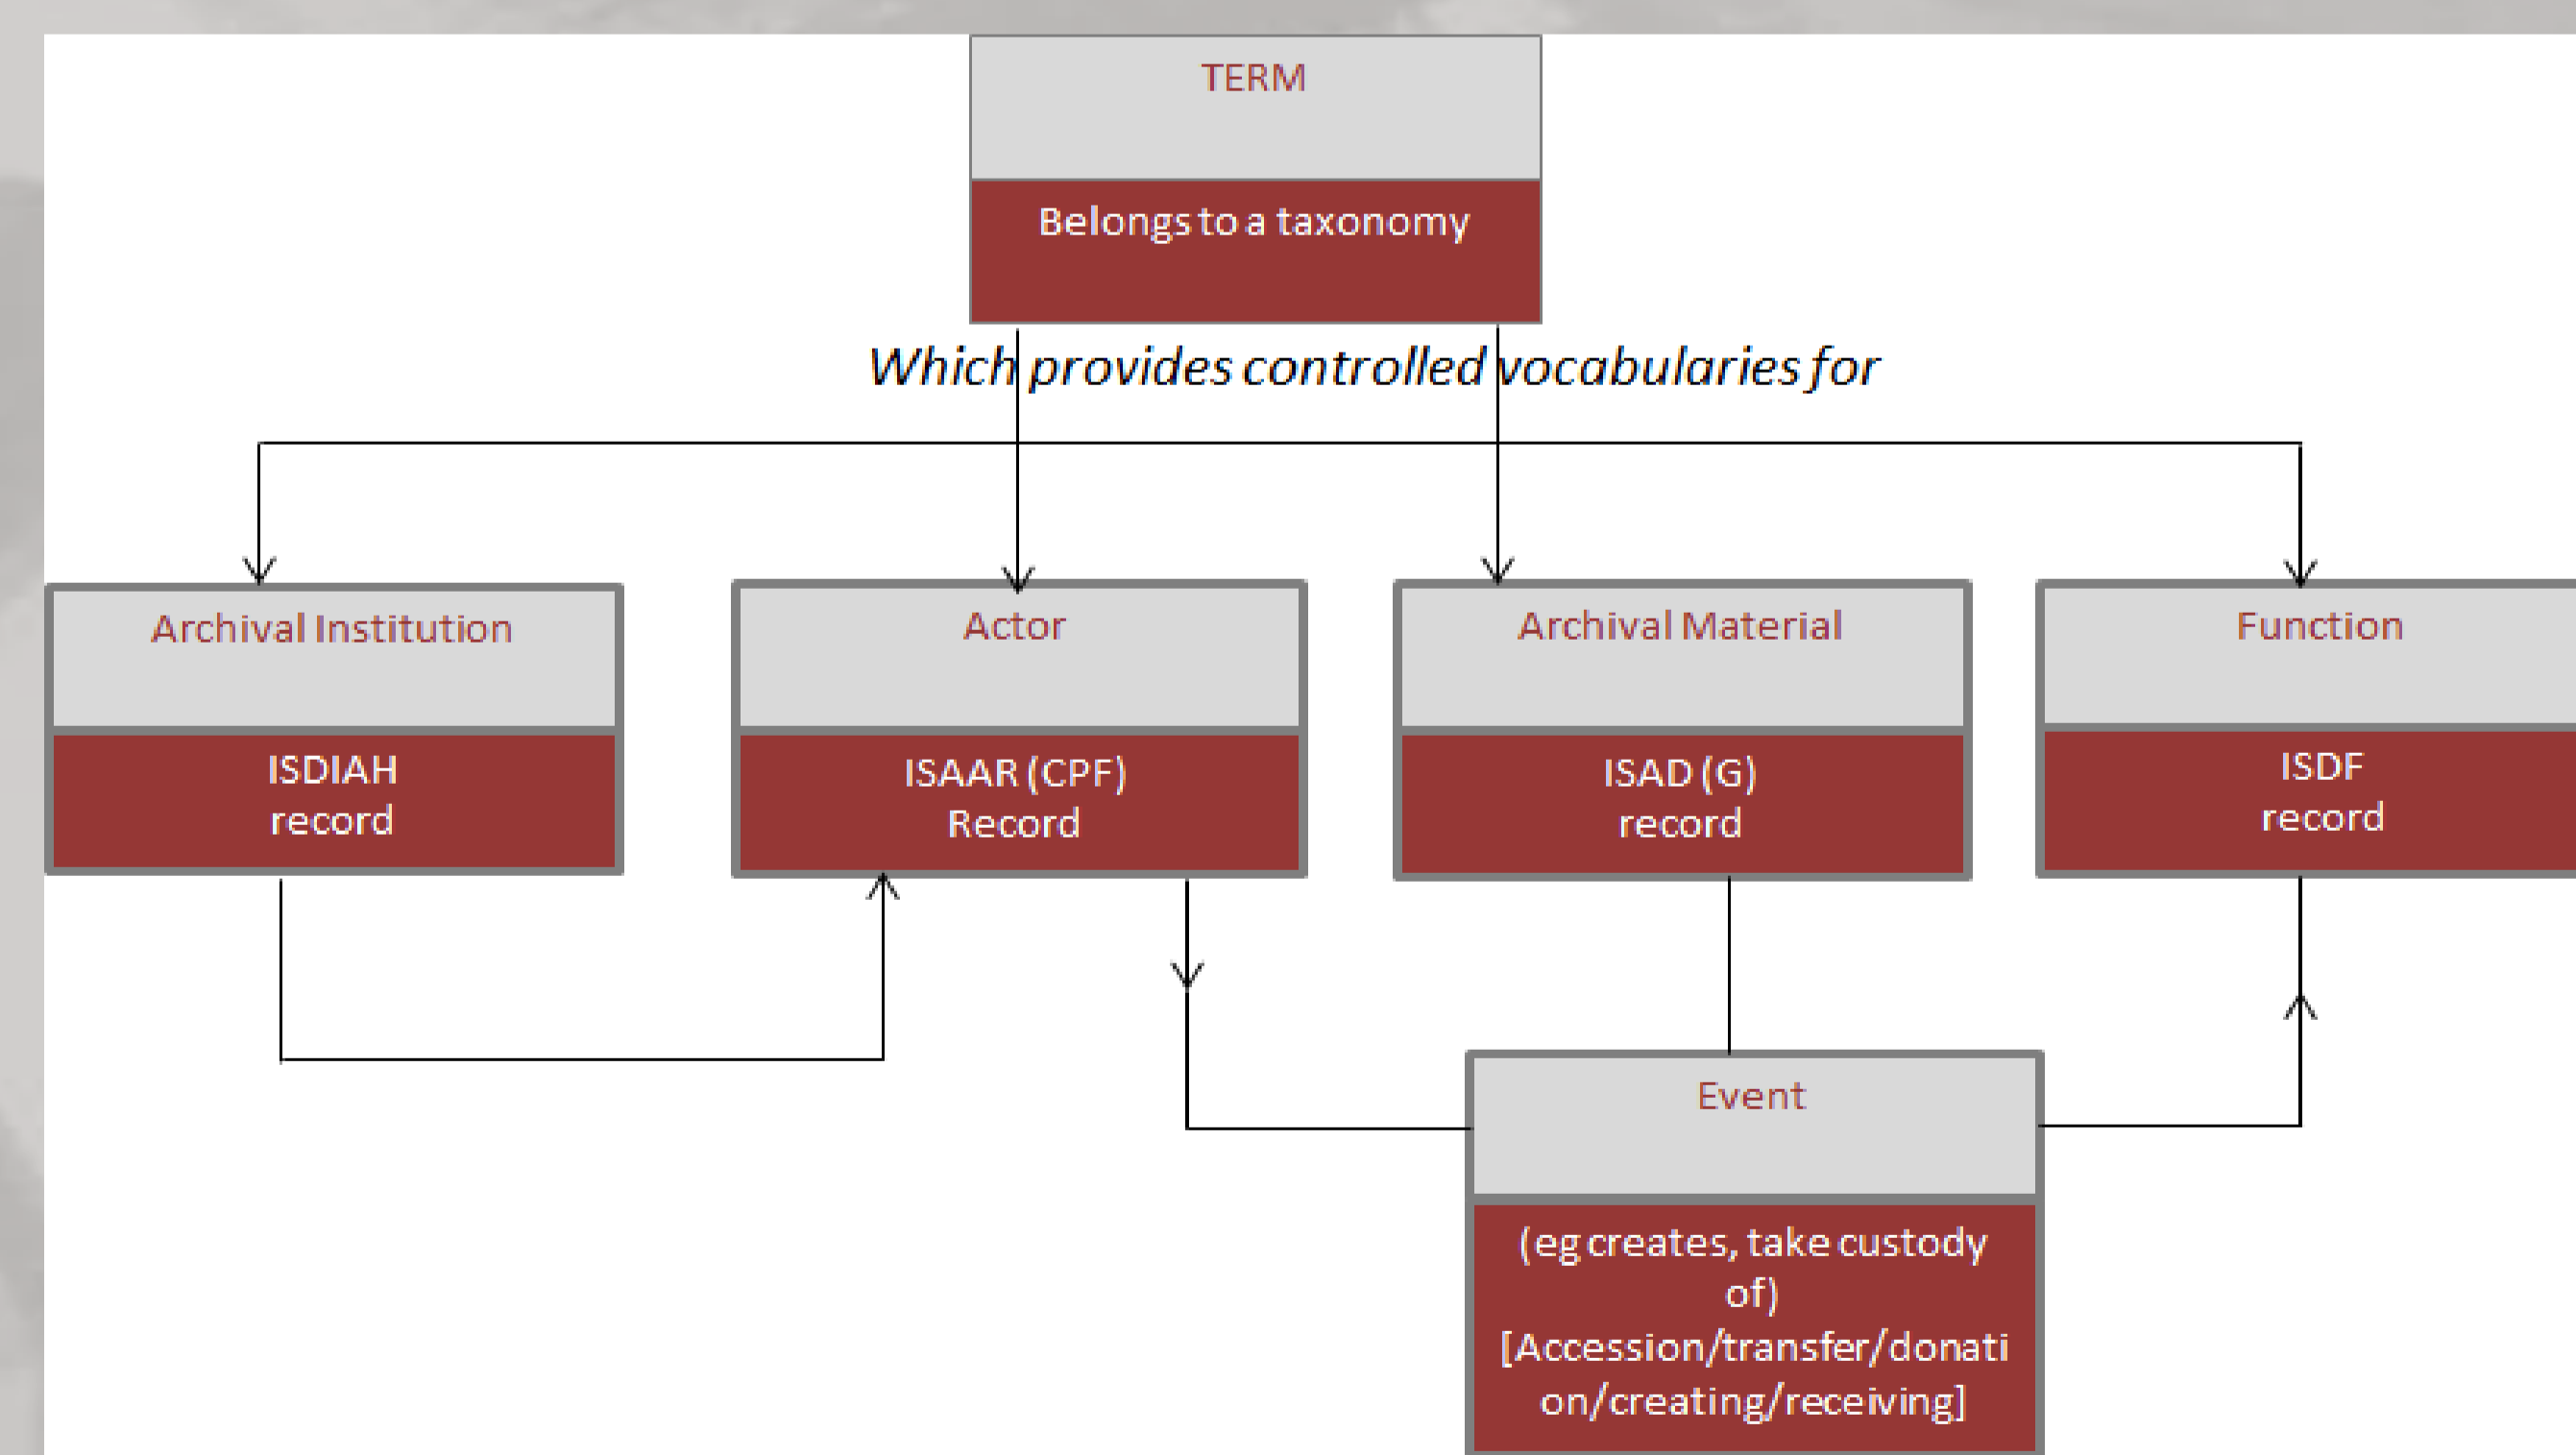 TERM
Belongs to a taxonomy
Which provides controlled vocabularies for
Archival Institution
ISDIAH
record
Actor
ISAAR (CPF)
Record
Archival Material
ISAD (G)
record
Function
ISDF
record
Event
(eg creates, take custody
of)
[Accession/transfer/donati
on/creating/receiving]